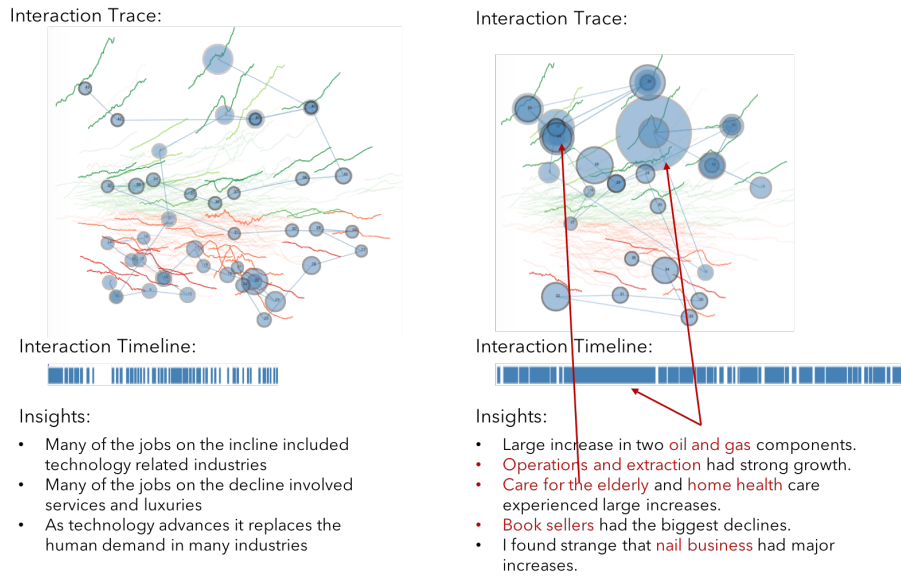 Interaction Trace:
Interaction Timeline:
Insights:
• Many of the jobs on the incline included
technology related industries
• Many of the jobs on the decline involved
services and luxuries
• As technology advances it replaces the
human demand in many industries
Interaction Trace:
Interaction Timeline:
Insights:
• Large increase in two oil and gas components.
• Operations and extraction had strong growth.
• Care for the elderly and home health care
experienced large increases.
• Book sellers had the biggest declines.
• I found strange that nail business had major
increases.